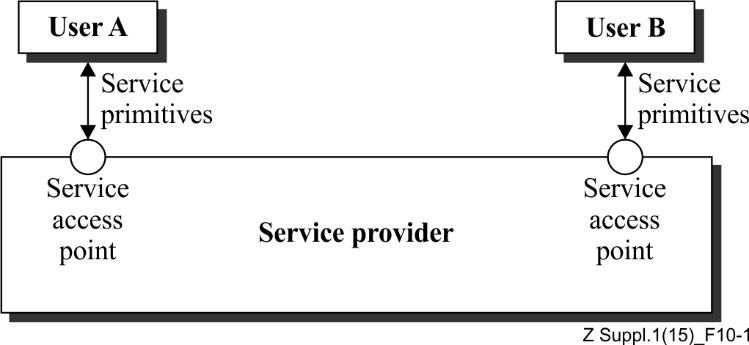 User A
User B
Service
primitives
Service
primitives
Service
access
point
Service provider
Service
access
point
Z Suppl.1(15)_F10-1